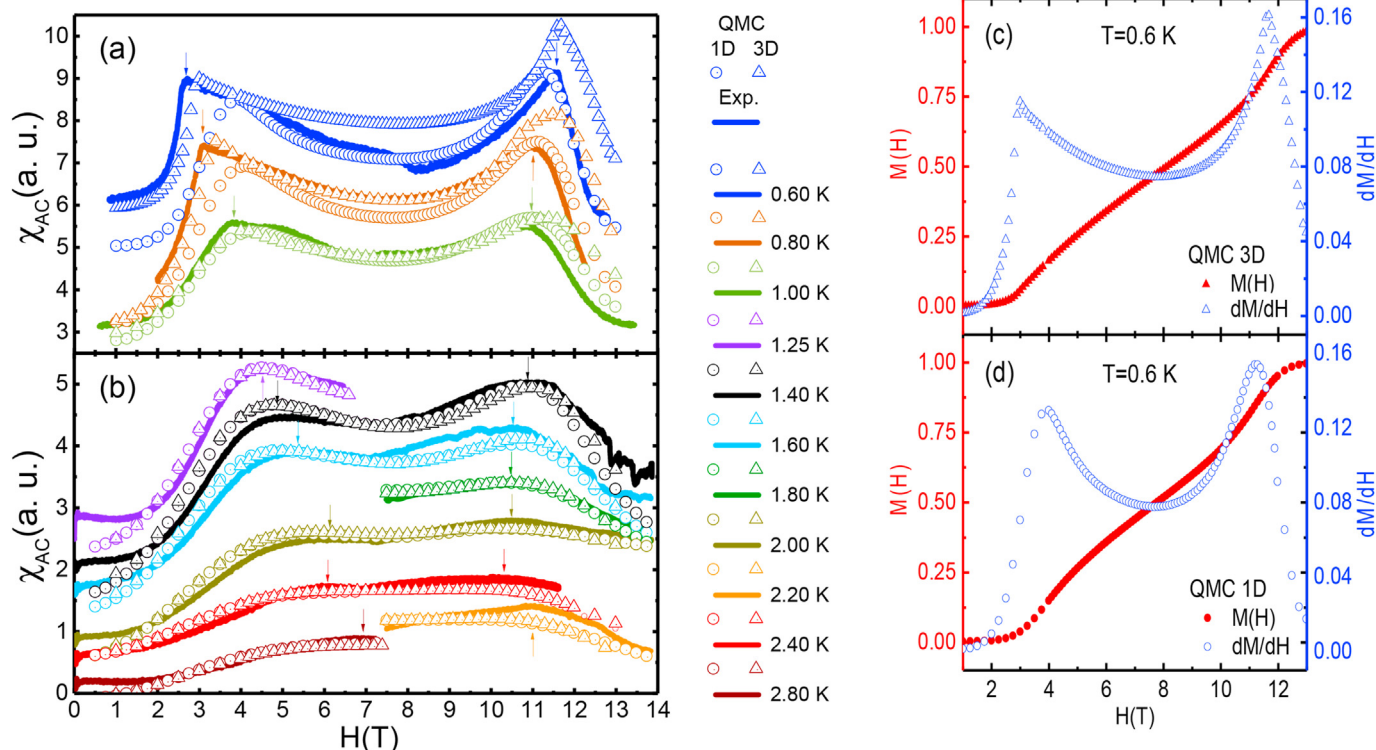 (a)
χAC(a. u.)
10
9
8
7
6
5
4
3
(b)
χAC(a. u.)
5
4
3
2
1
0
0 1 2 3 4 5 6 7 8 9 10 11 12 13 14
H(T)
QMC
1D 3D
Exp.
0.60 K
0.80 K
1.00 K
1.25 K
1.40 K
1.60 K
1.80 K
2.00 K
2.20 K
2.40 K
2.80 K
(c)
T=0.6 K
M (H)
1.00
0.75
0.50
0.25
0.00
dM/dH
0.16
0.12
0.08
0.04
0.00
QMC 3D
M(H)
dM/dH
(d)
T=0.6 K
M (H)
1.00
0.75
0.50
0.25
0.00
dM/dH
0.16
0.12
0.08
0.04
0.00
QMC 1D
M(H)
dM/dH
2 4 6 8 10 12
H(T)